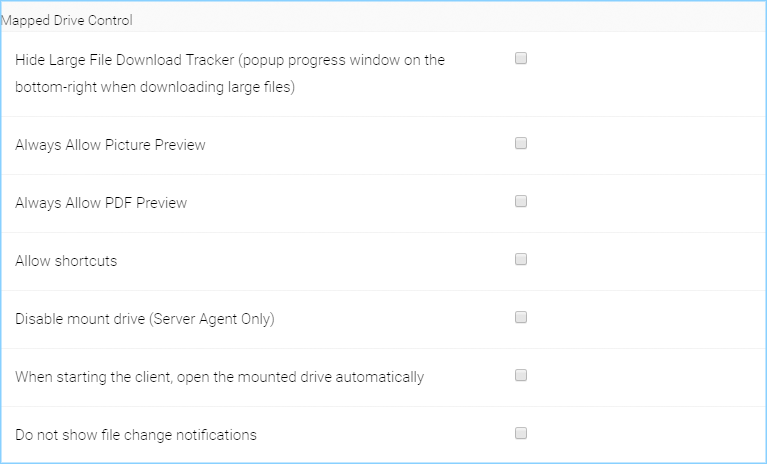 Mapped Drive Control
Hide Large File Download Tracker (popup progress window on the
bottom-right when downloading large files)
Always Allow Picture Preview
Always Allow PDF Preview
Allow shortcuts
Disable mount drive (Server Agent Only)
When starting the client, open the mounted drive automatically
Do not show file change notifications